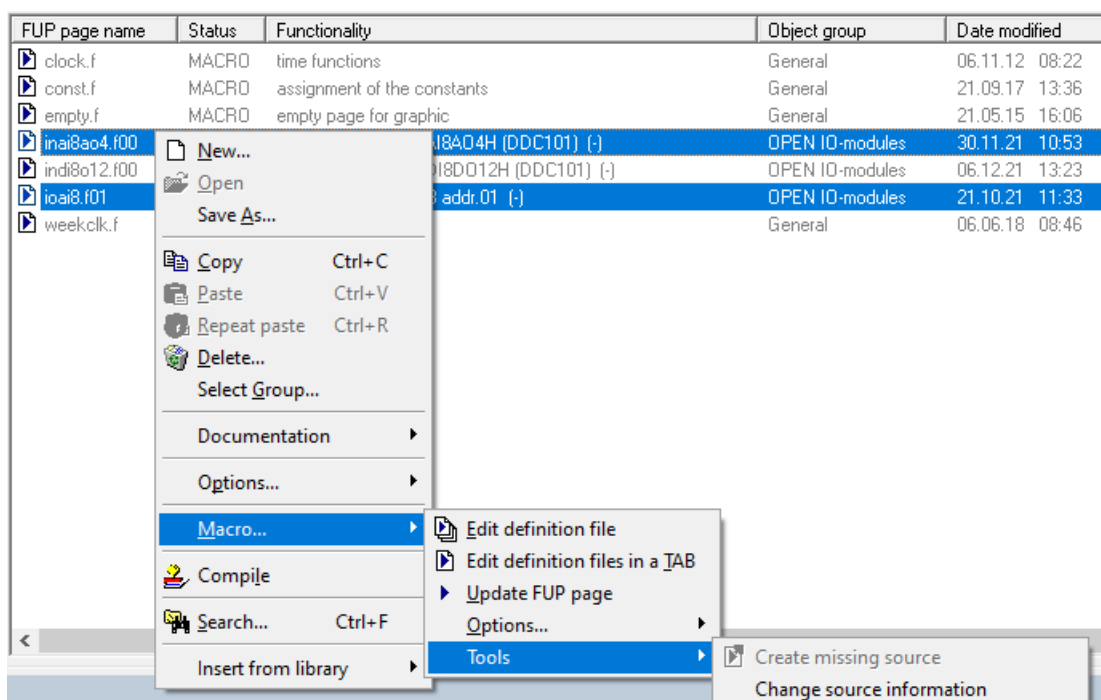 FUP page name Status Functionality Object group Date modified
clock.f MACRO time functions General 06.11.12 08:22
const.f MACRO assignment of the constants General 21.09.17 13:36
empty.f MACRO empty page for graphic General 21.05.15 16:06
inai8ao4.f00 (DDC101) (-) OPEN IO-modules 30.11.21 10:53
indi8o12.f00 (DDC101) (-) OPEN IO-modules 06.12.21 13:23
ioai8.f01 addr.01 (-) OPEN IO-modules 21.10.21 11:33
weekclk.f General 06.06.18 08:46
New...
Open
Save As...
Copy Ctrl+C
Paste Ctrl+V
Repeat paste Ctrl+R
Delete...
Select Group...
Documentation
Options...
Macro...
Compile
Search... Ctrl+F
Insert from library
Edit definition file
Edit definition files in a TAB
Update FUP page
Options...
Tools
Create missing source
Change source information